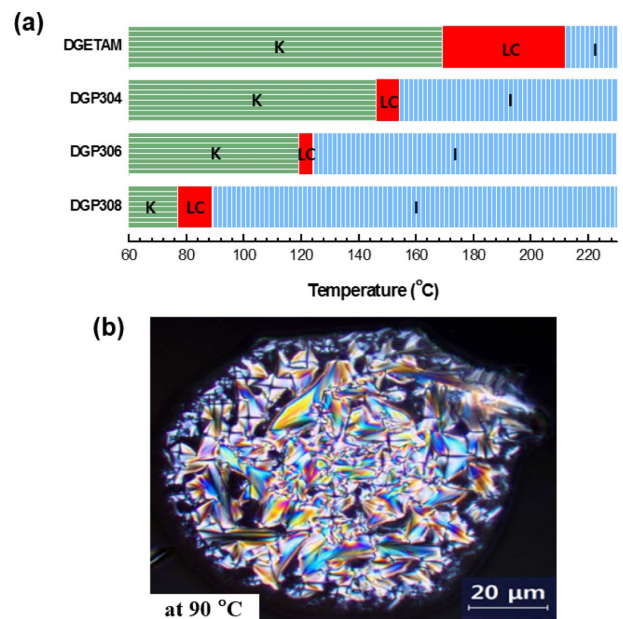 (a)
DGETAM K LC I
DGP304 K LC I
DGP306 K LC I
DGP308 K LC I
60 80 100 120 140 160 180 200 220
Temperature (°C)
(b)
at 90 °C
20 μm